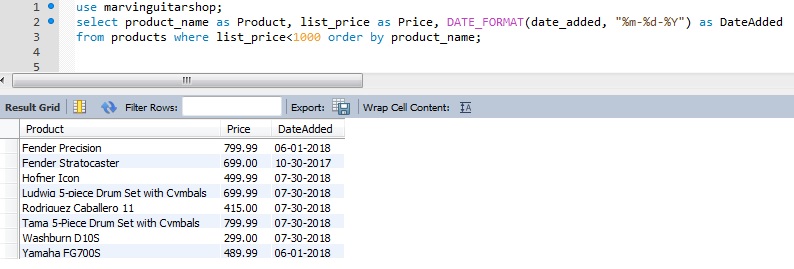 1 use marvinguitarshop;
2 select product_name as Product, list_price as Price, DATE_FORMAT(date_added, "%m-%d-%Y") as DateAdded
3 from products where list_price<1000 order by product_name;
4
5
Result Grid Filter Rows: Export: Wrap Cell Content: IA
Product Price DateAdded
Fender Precision 799.99 06-01-2018
Fender Stratocaster 699.00 10-30-2017
Hofner Icon 499.99 07-30-2018
Ludwig 5-piece Drum Set with Cymbals 699.99 07-30-2018
Rodriguez Caballero 11 415.00 07-30-2018
Tama 5-Piece Drum Set with Cymbals 799.99 07-30-2018
Washburn D10S 299.00 07-30-2018
Yamaha FG700S 489.99 06-01-2018